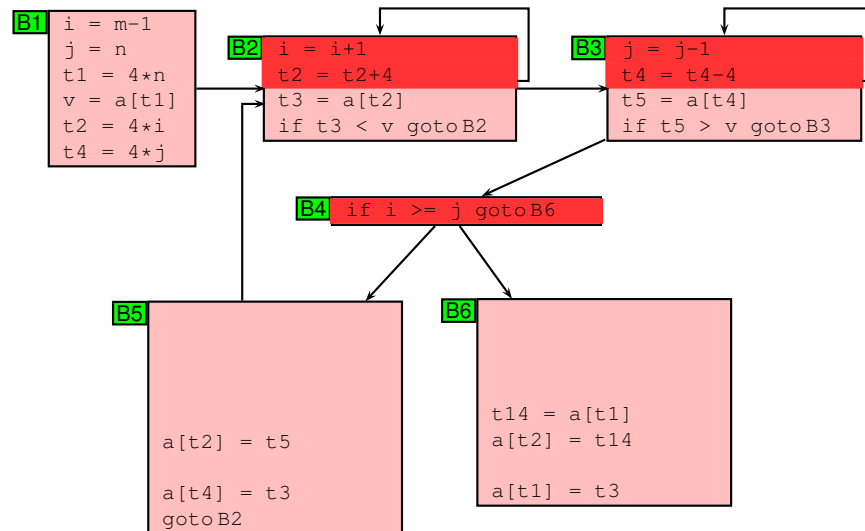 B1
i = m-1
j = n
t1 = 4*n
v = a[t1]
t2 = 4*i
t4 = 4*j
B2
i = i+1
t2 = t2+4
t3 = a[t2]
if t3 < v goto B2
B3
j = j-1
t4 = t4-4
t5 = a[t4]
if t5 > v goto B3
B4
if i >= j goto B6
B5
a[t2] = t5
a[t4] = t3
goto B2
B6
t14 = a[t1]
a[t2] = t14
a[t1] = t3